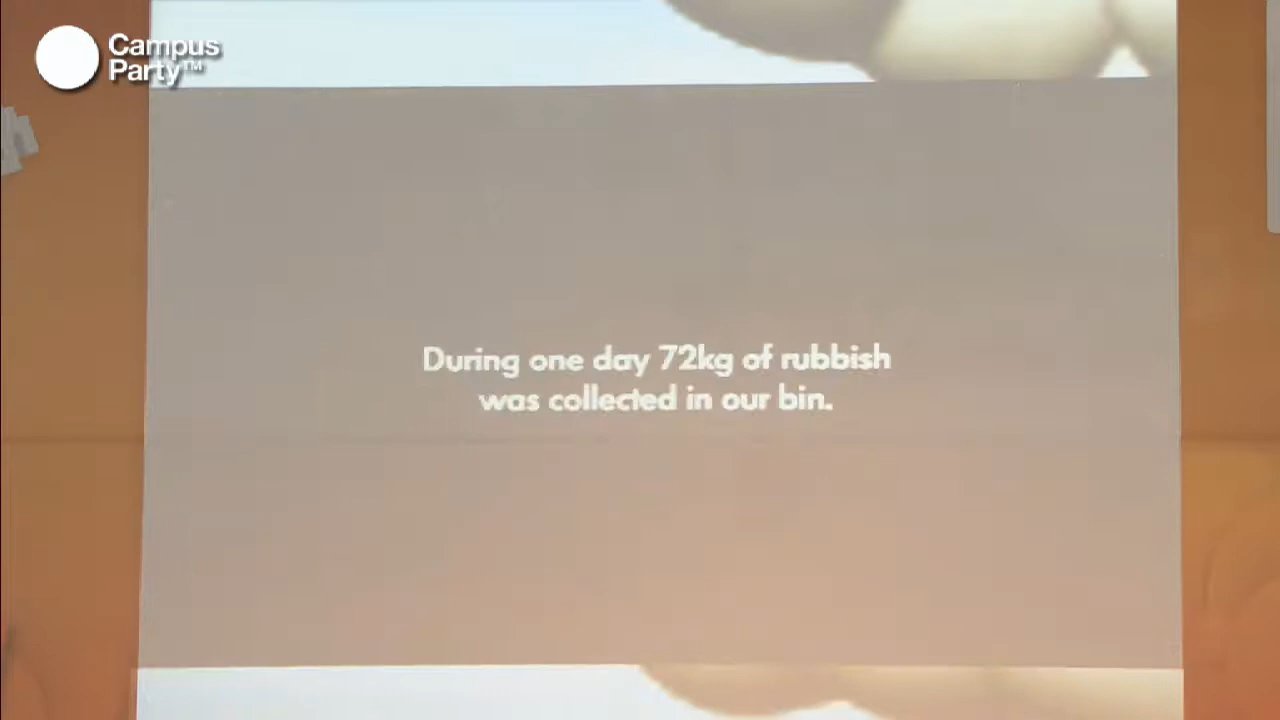 Campus
Party™
During one day 72kg of rubbish
was collected in our bin.